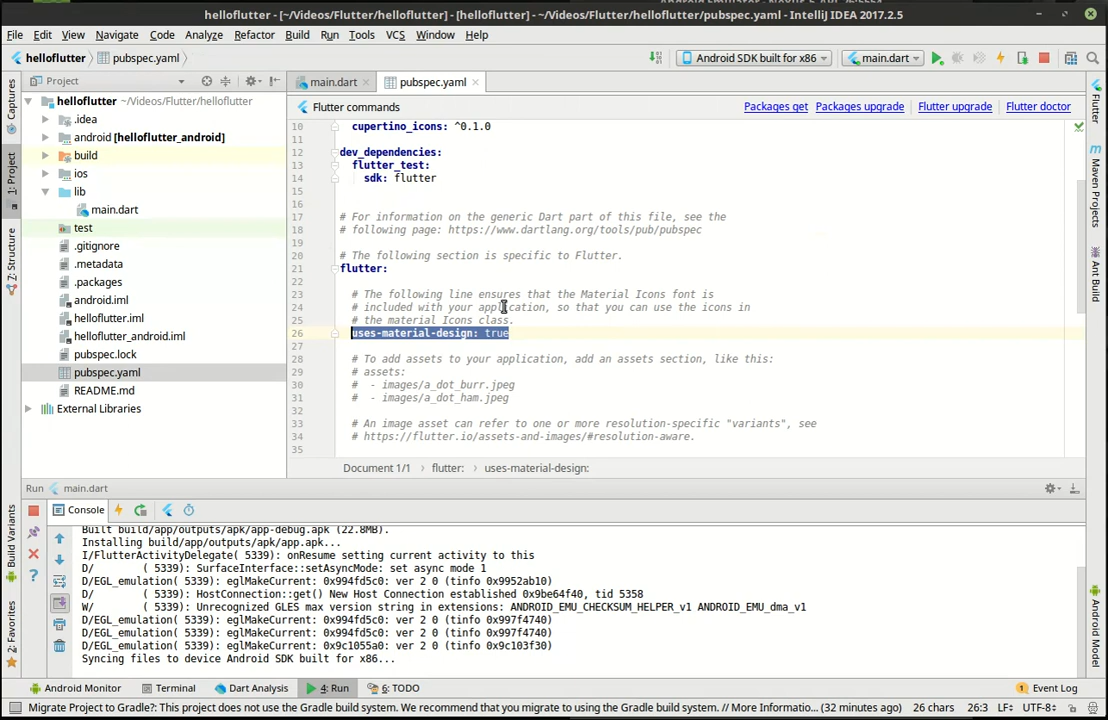 helloflutter - [~/Videos/Flutter/helloflutter] - [helloflutter] - ~/Videos/Flutter/helloflutter/pubspec.yaml - IntelliJ IDEA 2017.2.5
File Edit View Navigate Code Analyze Refactor Build Run Tools VCS Window Help
helloflutter pubspec.yaml Android SDK built for x86 main.dart
Project main.dart pubspec.yaml
Flutter commands Packages get Packages upgrade Flutter upgrade Flutter doctor
Captures
1: Project
7: Structure
Build Variants
2: Favorites
helloflutter ~/Videos/Flutter/helloflutter
.idea
android [helloflutter_android]
build
ios
lib
main.dart
test
.gitignore
.metadata
.packages
android.iml
helloflutter.iml
helloflutter_android.iml
pubspec.lock
pubspec.yaml
README.md
External Libraries
10 cupertino_icons: ^0.1.0
11
12 dev_dependencies:
13 flutter_test:
14 sdk: flutter
15
16
17 # For information on the generic Dart part of this file, see the
18 # following page: https://www.dartlang.org/tools/pub/pubspec
19
20 # The following section is specific to Flutter.
21 flutter:
22
23 # The following line ensures that the Material Icons font is
24 # included with your application, so that you can use the icons in
25 # the material Icons class.
26 uses-material-design: true
27
28 # To add assets to your application, add an assets section, like this:
29 # assets:
30 #  - images/a_dot_burr.jpeg
31 #  - images/a_dot_ham.jpeg
32
33 # An image asset can refer to one or more resolution-specific "variants", see
34 # https://flutter.io/assets-and-images/#resolution-aware.
35
Document 1/1 flutter: uses-material-design:
Flutter
Maven Projects
Ant Build
Android Model
Run main.dart
Console
Built build/app/outputs/apk/app-debug.apk (22.8MB).
Installing build/app/outputs/apk/app.apk...
I/FlutterActivityDelegate( 5339): onResume setting current activity to this
D/ ( 5339): SurfaceInterface::setAsyncMode: set async mode 1
D/EGL_emulation( 5339): eglMakeCurrent: 0x994fd5c0: ver 2 0 (tinfo 0x9952ab10)
D/ ( 5339): HostConnection::get() New Host Connection established 0x9be64f40, tid 5358
W/ ( 5339): Unrecognized GLES max version string in extensions: ANDROID_EMU_CHECKSUM_HELPER_v1 ANDROID_EMU_dma_v1
D/EGL_emulation( 5339): eglMakeCurrent: 0x994fd5c0: ver 2 0 (tinfo 0x997f4740)
D/EGL_emulation( 5339): eglMakeCurrent: 0x994fd5c0: ver 2 0 (tinfo 0x997f4740)
D/EGL_emulation( 5339): eglMakeCurrent: 0x9c1055a0: ver 2 0 (tinfo 0x9c103f30)
Syncing files to device Android SDK built for x86...
Android Monitor Terminal Dart Analysis 4: Run 6: TODO 1 Event Log
Migrate Project to Gradle?: This project does not use the Gradle build system. We recommend that you migrate to using the Gradle build system. // More Informatio... (32 minutes ago) 26 chars 26:3 LF÷ UTF-8÷